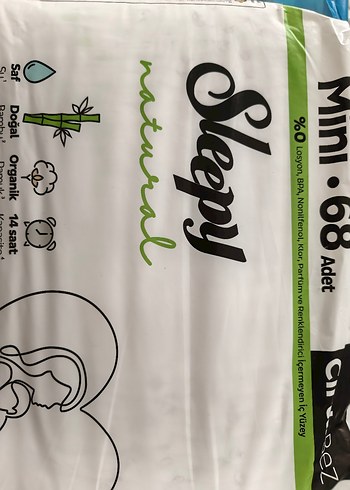 Mini • 68 Adet
%0 Losyon, BPA, Nonilfenol, Klor, Parfüm ve Renklendirici İçermeyen İç Yüzey
Sleepy
natural
Saf
Doğal
Organik
14 saat